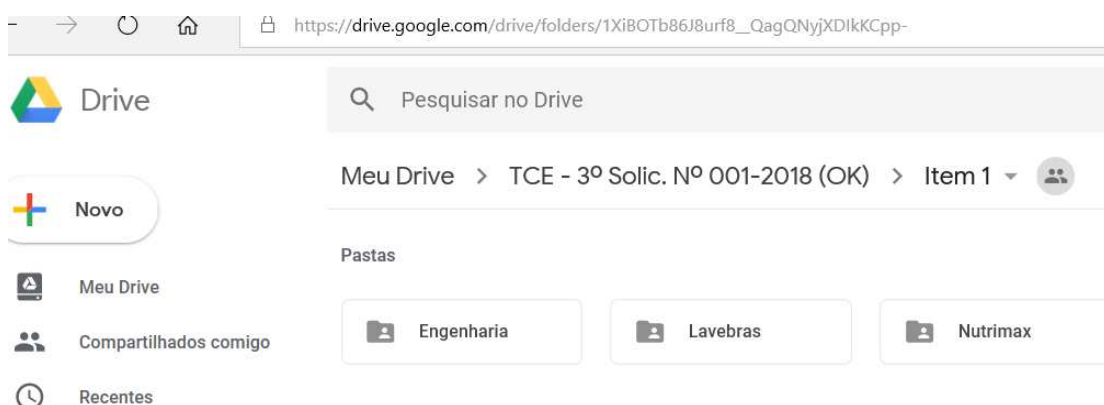 https://drive.google.com/drive/folders/1XiBOTb86J8urf8__QagQNyjXDIkKCpp-
Drive
Pesquisar no Drive
Meu Drive > TCE - 3º Solic. Nº 001-2018 (OK) > Item 1
Novo
Pastas
Meu Drive
Engenharia
Lavebras
Nutrimax
Compartilhados comigo
Recentes